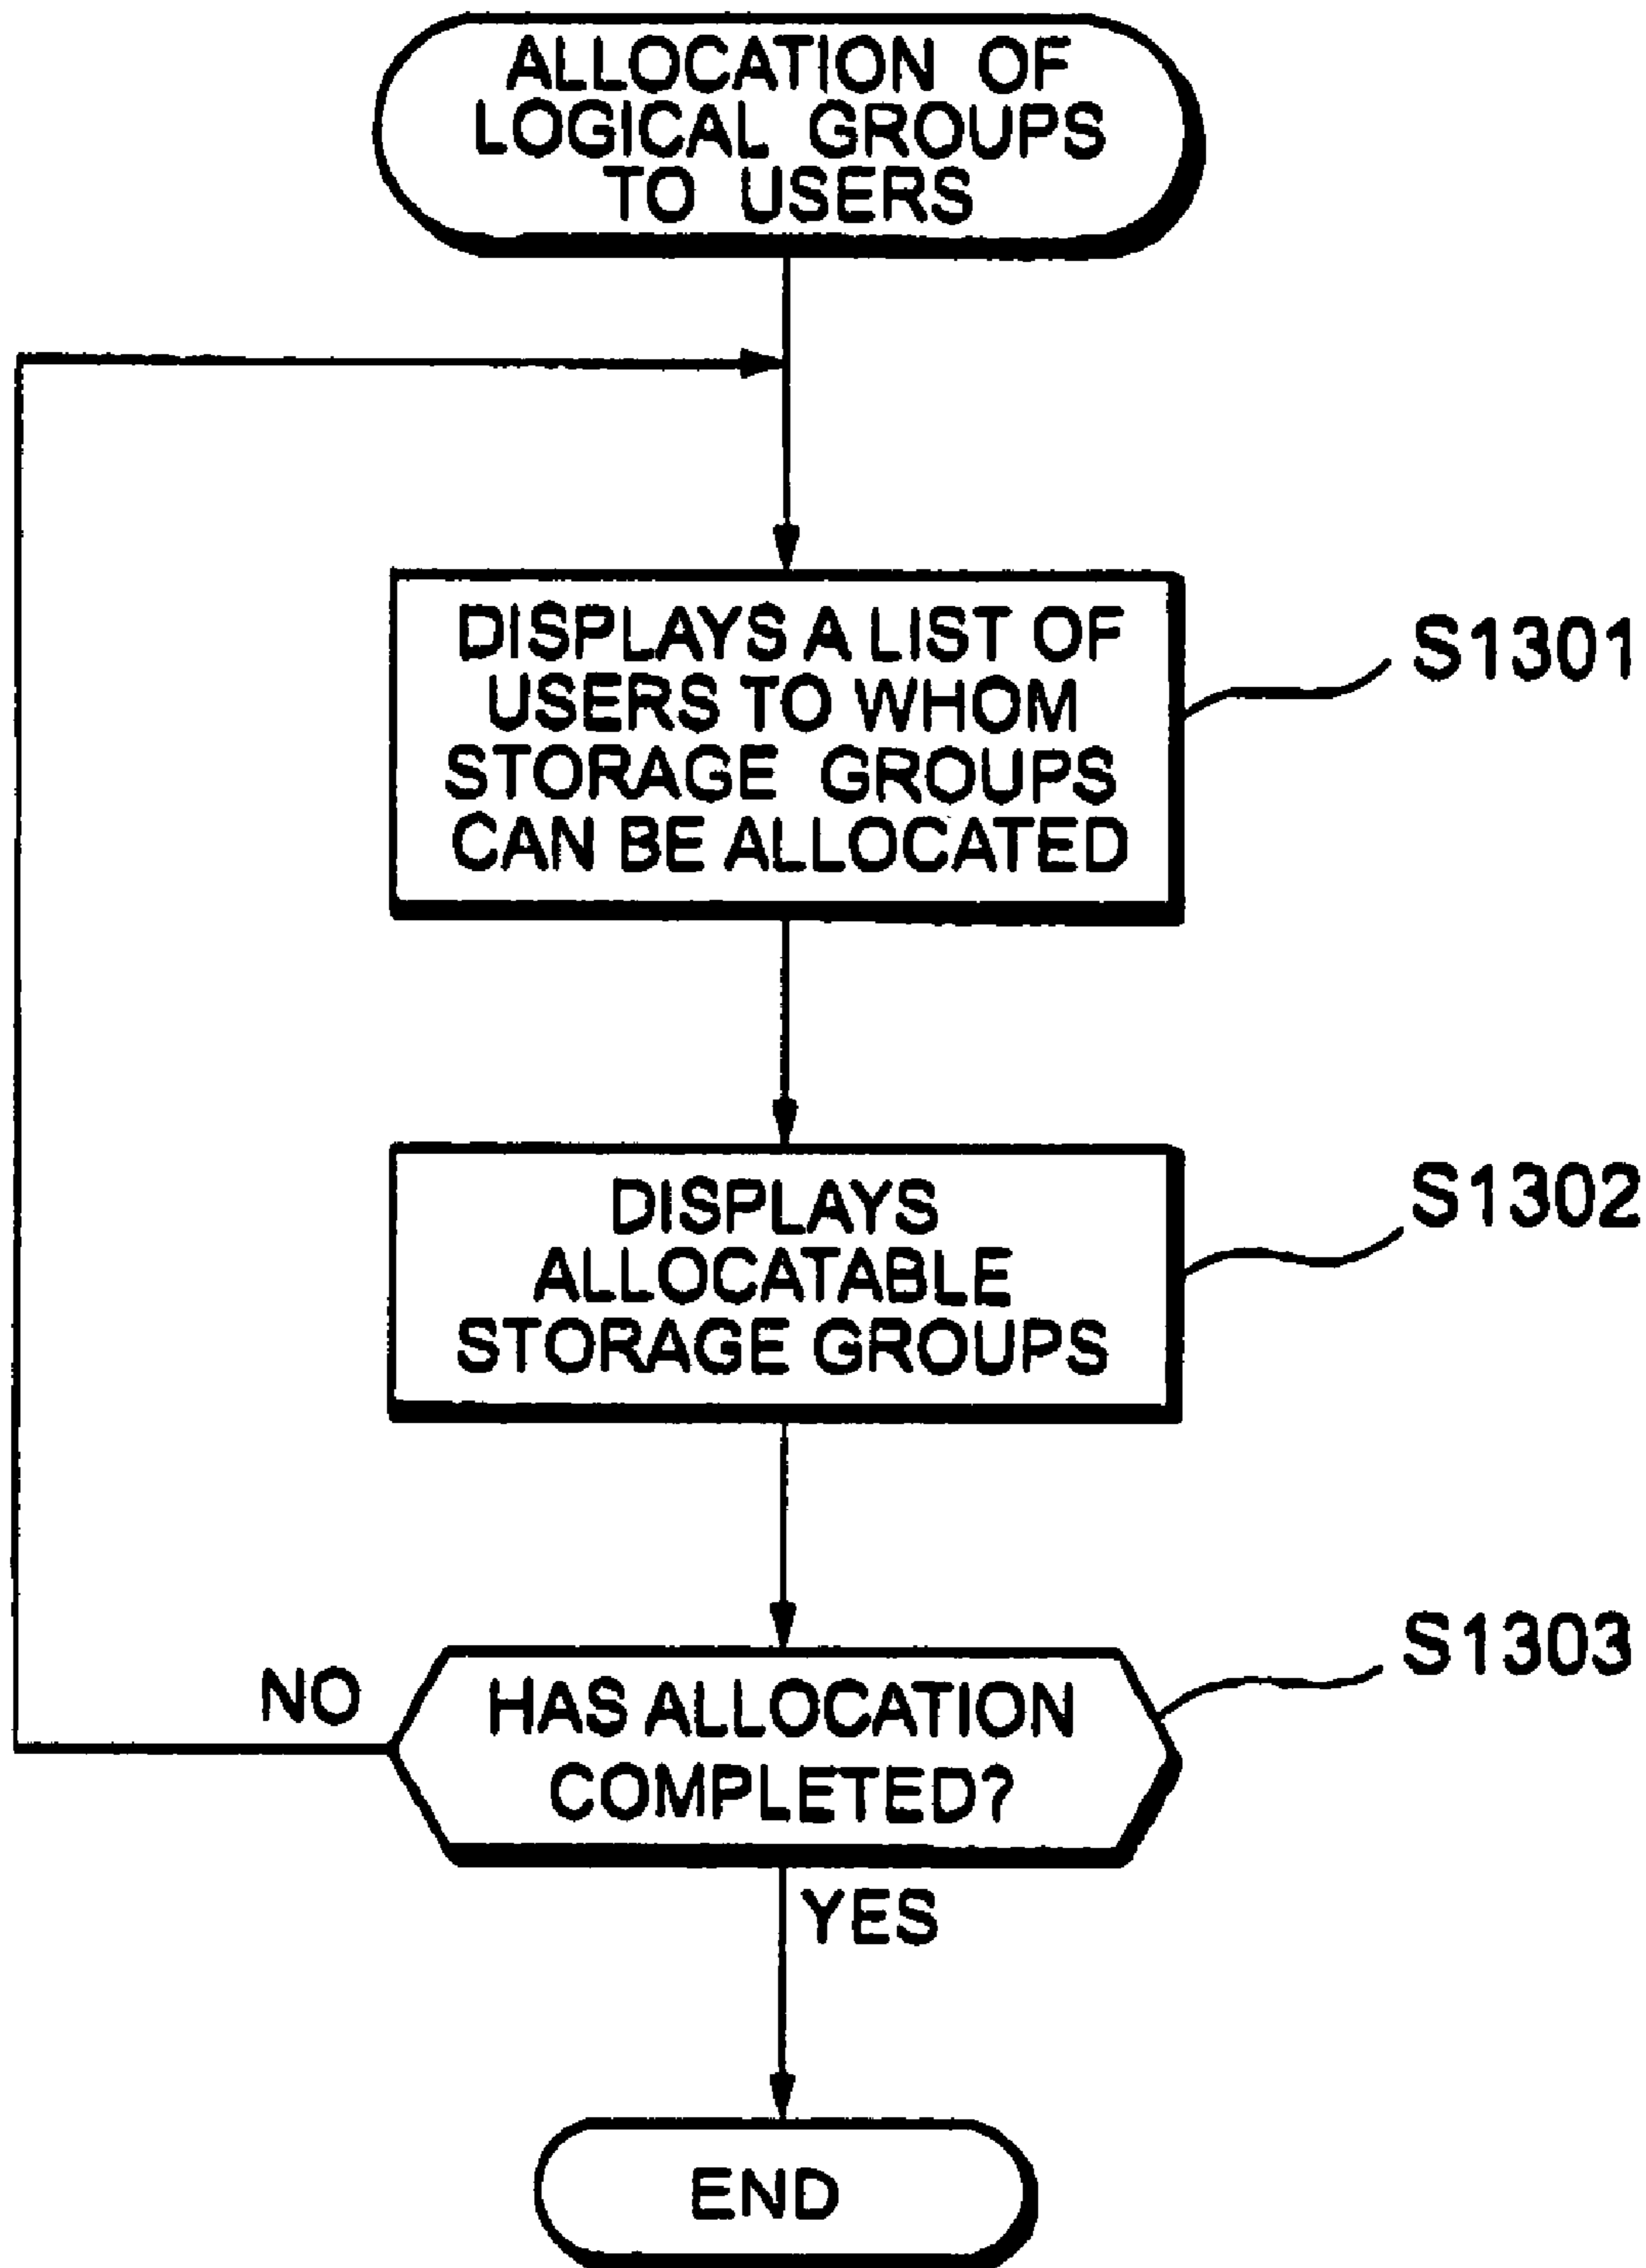 ALLOCATION OF
LOGICAL GROUPS
TO USERS
DISPLAYS A LIST OF
USERS TO WHOM
STORAGE GROUPS
CAN BE ALLOCATED
S1301
DISPLAYS
ALLOCATABLE
STORAGE GROUPS
S1302
HAS ALLOCATION
COMPLETED?
S1303
NO
YES
END